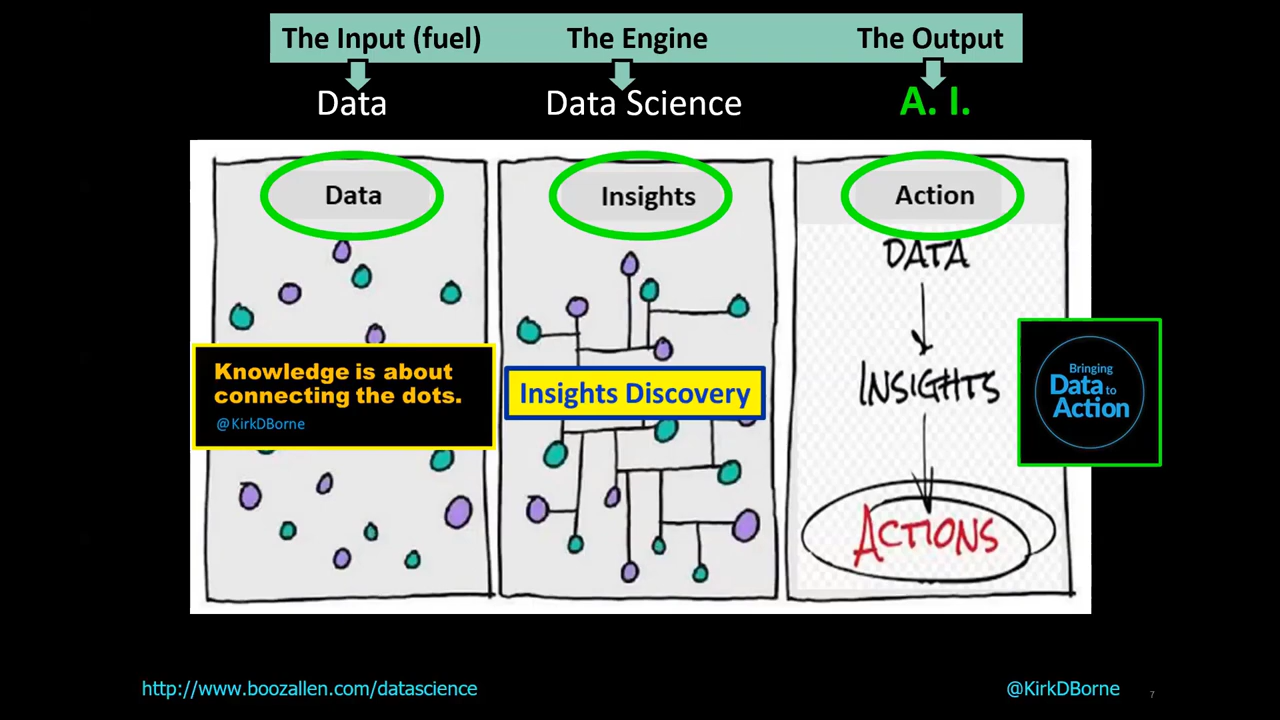 The Input (fuel)
The Engine
The Output
Data
Data Science
A. I.
Data
Insights
Action
Knowledge is about
connecting the dots.
@KirkDBorne
Insights Discovery
DATA
INSIGHTS
ACTIONS
Bringing
Data to
Action
http://www.boozallen.com/datascience
@KirkDBorne
7